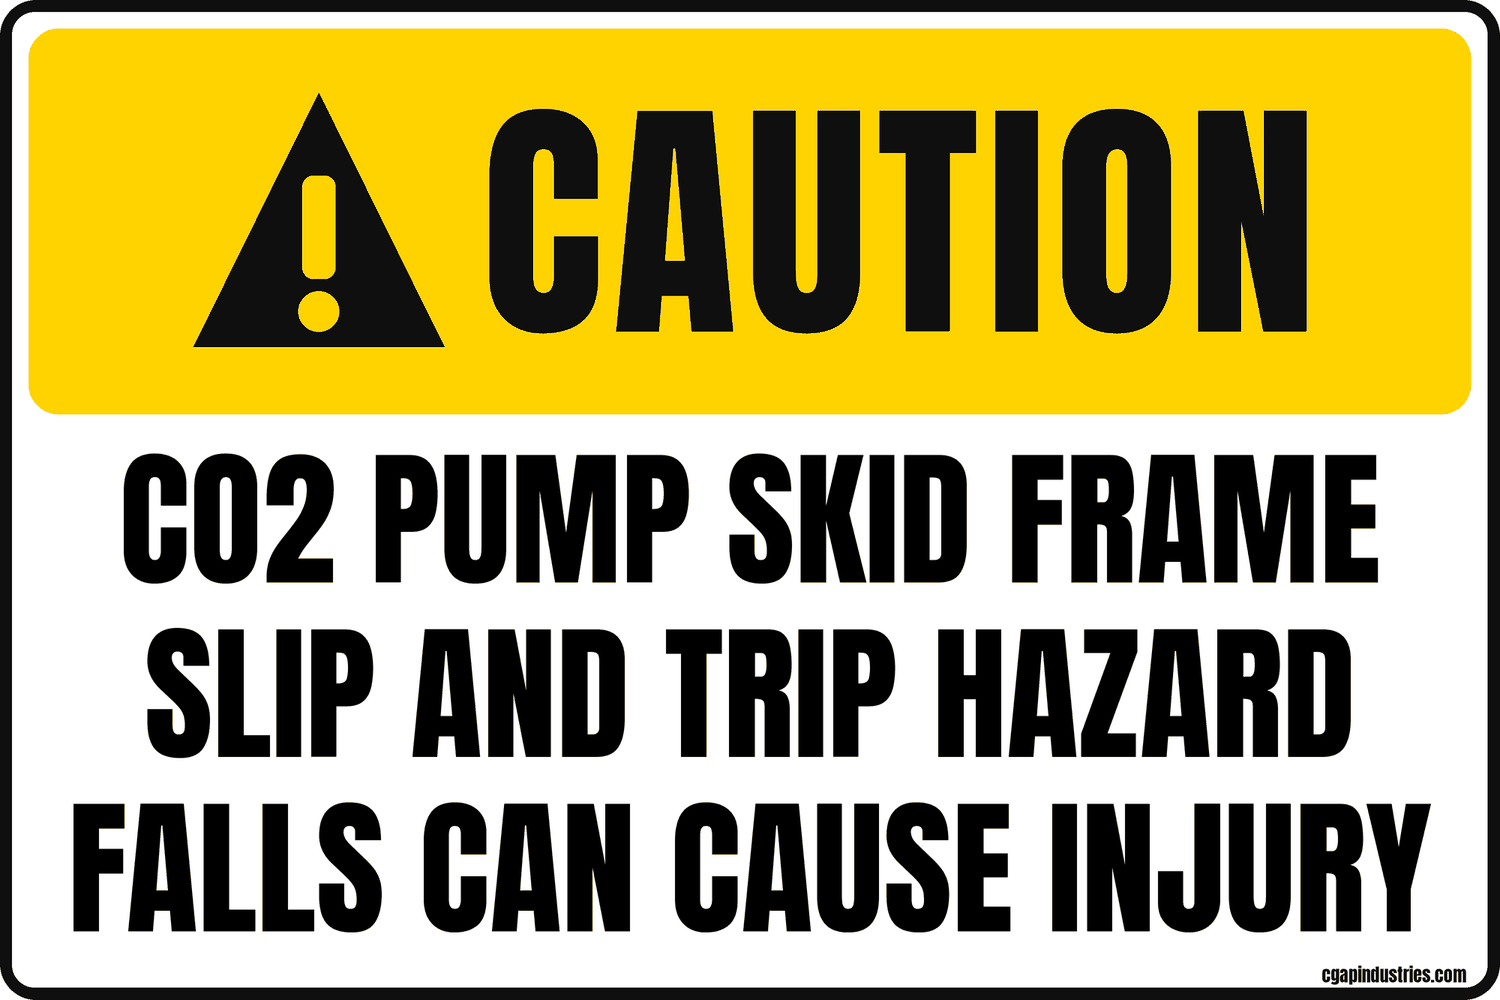 CAUTION
CO2 PUMP SKID FRAME
SLIP AND TRIP HAZARD
FALLS CAN CAUSE INJURY
cgapindustries.com